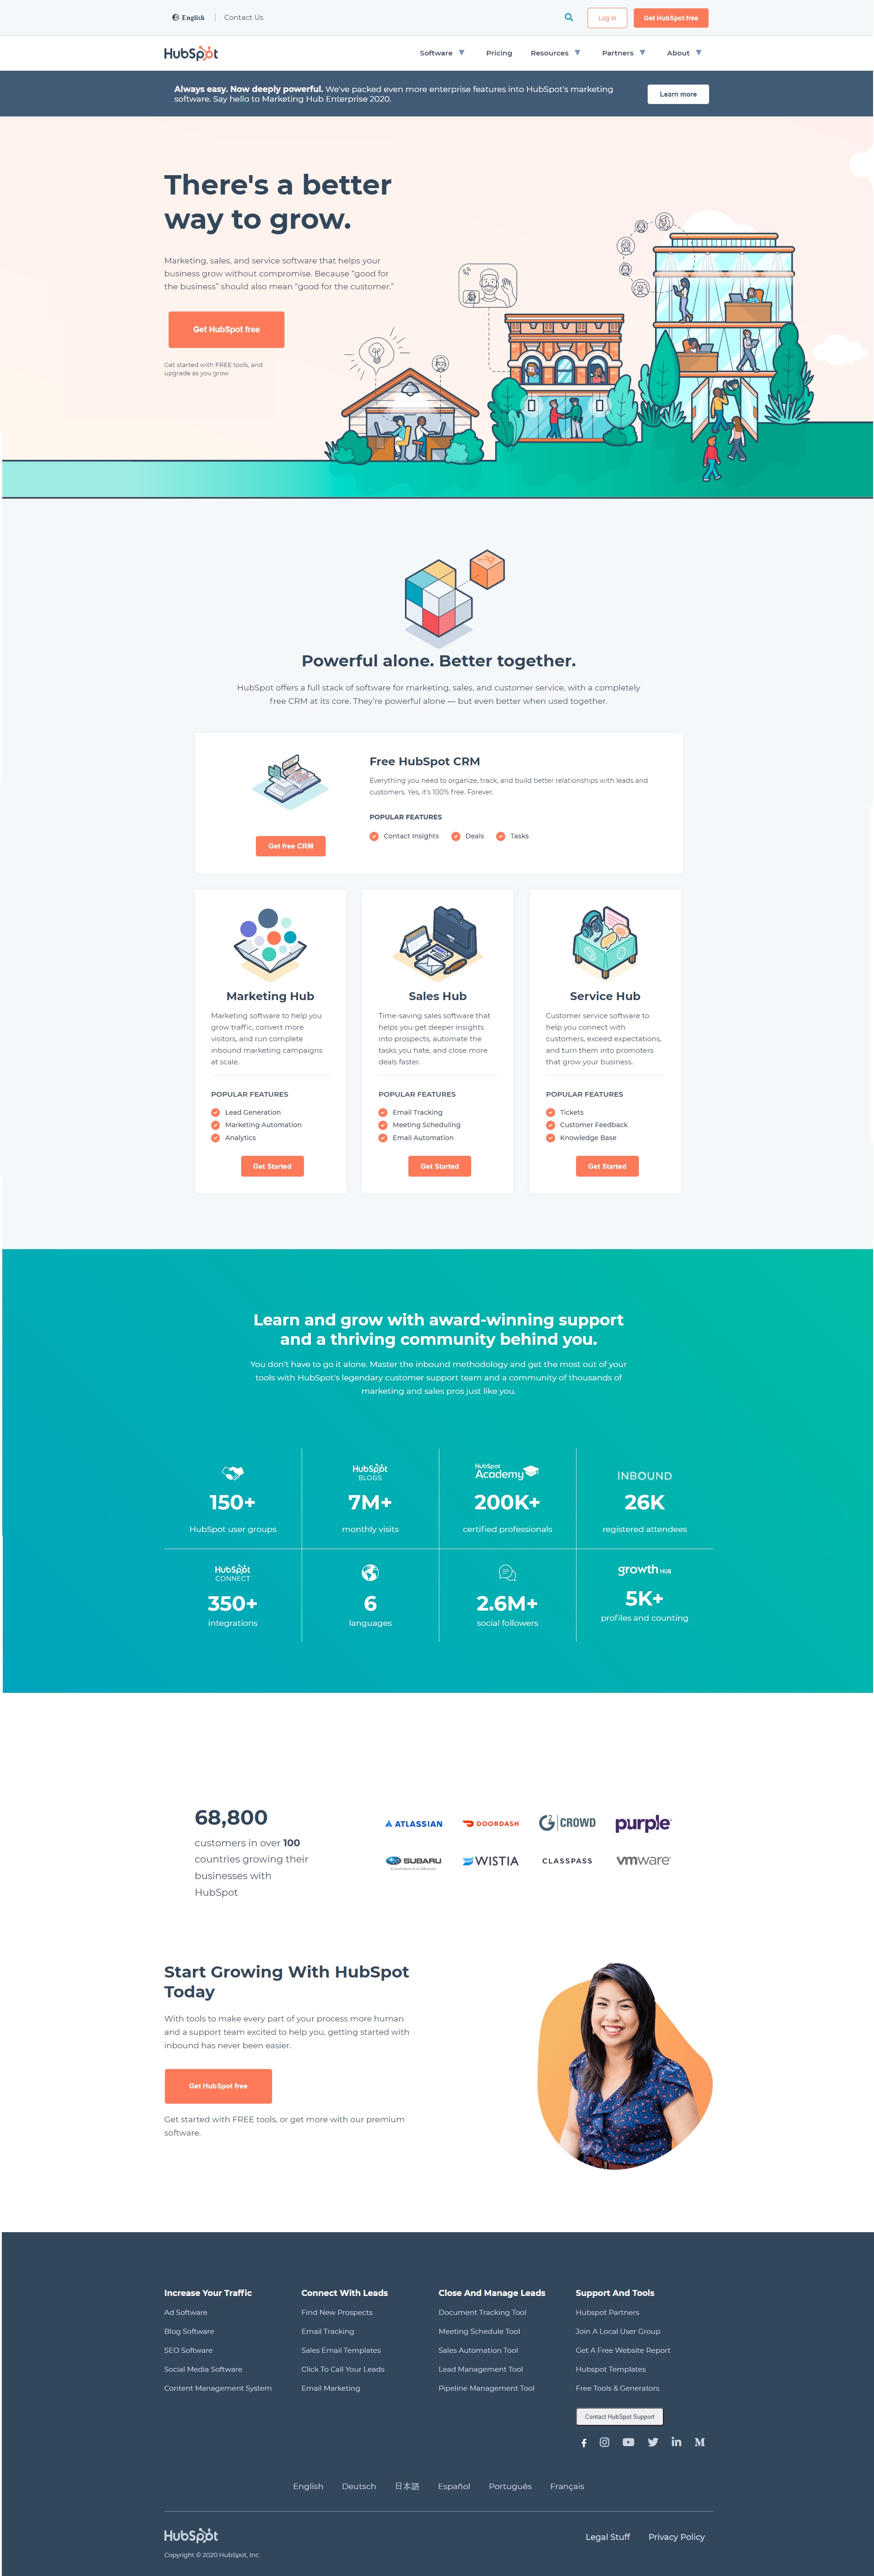 English
Contact Us
Log in
Get HubSpot free
HubSpot
Software
Pricing
Resources
Partners
About
Always easy. Now deeply powerful. We've packed even more enterprise features into HubSpot's marketing
software. Say hello to Marketing Hub Enterprise 2020.
Learn more
There's a better
way to grow.
Marketing, sales, and service software that helps your
business grow without compromise. Because “good for
the business” should also mean “good for the customer.”
Get HubSpot free
Get started with FREE tools, and
upgrade as you grow.
Powerful alone. Better together.
HubSpot offers a full stack of software for marketing, sales, and customer service, with a completely
free CRM at its core. They’re powerful alone — but even better when used together.
Free HubSpot CRM
Everything you need to organize, track, and build better relationships with leads and
customers. Yes, it's 100% free. Forever.
POPULAR FEATURES
Contact Insights
Deals
Tasks
Get free CRM
Marketing Hub
Marketing software to help you
grow traffic, convert more
visitors, and run complete
inbound marketing campaigns
at scale.
POPULAR FEATURES
Lead Generation
Marketing Automation
Analytics
Get Started
Sales Hub
Time-saving sales software that
helps you get deeper insights
into prospects, automate the
tasks you hate, and close more
deals faster.
POPULAR FEATURES
Email Tracking
Meeting Scheduling
Email Automation
Get Started
Service Hub
Customer service software to
help you connect with
customers, exceed expectations,
and turn them into promoters
that grow your business.
POPULAR FEATURES
Tickets
Customer Feedback
Knowledge Base
Get Started
Learn and grow with award-winning support
and a thriving community behind you.
You don't have to go it alone. Master the inbound methodology and get the most out of your
tools with HubSpot's legendary customer support team and a community of thousands of
marketing and sales pros just like you.
150+
HubSpot user groups
HubSpot
BLOGS
7M+
monthly visits
HubSpot
Academy
200K+
certified professionals
INBOUND
26K
registered attendees
HubSpot
CONNECT
350+
integrations
6
languages
2.6M+
social followers
growth HUB
5K+
profiles and counting
68,800
customers in over 100
countries growing their
businesses with
HubSpot
ATLASSIAN
DOORDASH
G2 CROWD
purple
SUBARU
Confidence in Motion
WISTIA
CLASSPASS
vmware
Start Growing With HubSpot
Today
With tools to make every part of your process more human
and a support team excited to help you, getting started with
inbound has never been easier.
Get HubSpot free
Get started with FREE tools, or get more with our premium
software.
Increase Your Traffic
Ad Software
Blog Software
SEO Software
Social Media Software
Content Management System
Connect With Leads
Find New Prospects
Email Tracking
Sales Email Templates
Click To Call Your Leads
Email Marketing
Close And Manage Leads
Document Tracking Tool
Meeting Schedule Tool
Sales Automation Tool
Lead Management Tool
Pipeline Management Tool
Support And Tools
Hubspot Partners
Join A Local User Group
Get A Free Website Report
Hubspot Templates
Free Tools & Generators
Contact HubSpot Support
English
Deutsch
日本語
Español
Português
Français
HubSpot
Legal Stuff
Privacy Policy
Copyright © 2020 HubSpot, Inc.